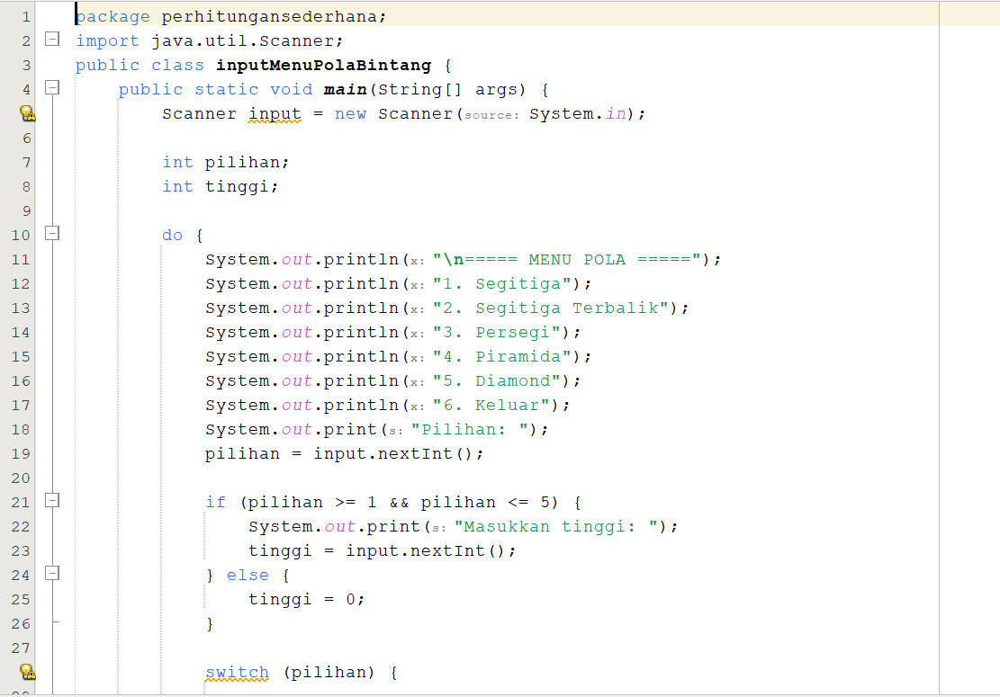 1 package perhitungansederhana;
2 import java.util.Scanner;
3 public class inputMenuPolaBintang {
4 public static void main(String[] args) {
Scanner input = new Scanner(source: System.in);
6
7 int pilihan;
8 int tinggi;
9
10 do {
11 System.out.println(x: "\n===== MENU POLA =====");
12 System.out.println(x: "1. Segitiga");
13 System.out.println(x: "2. Segitiga Terbalik");
14 System.out.println(x: "3. Persegi");
15 System.out.println(x: "4. Piramida");
16 System.out.println(x: "5. Diamond");
17 System.out.println(x: "6. Keluar");
18 System.out.print(s: "Pilihan: ");
19 pilihan = input.nextInt();
20
21 if (pilihan >= 1 && pilihan <= 5) {
22 System.out.print(s: "Masukkan tinggi: ");
23 tinggi = input.nextInt();
24 } else {
25 tinggi = 0;
26 }
27
switch (pilihan) {